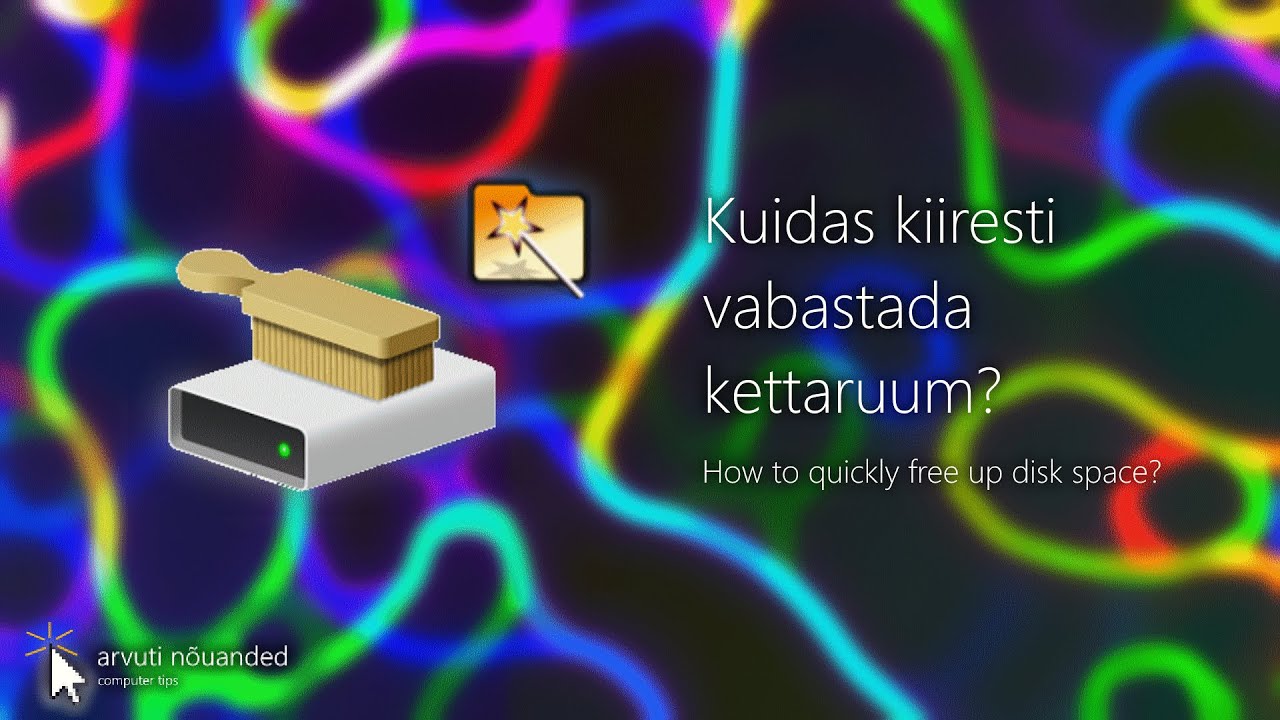 Kuidas kiiresti
vabastada
kettaruum?
How to quickly free up disk space?
arvuti nõuanded
computer tips